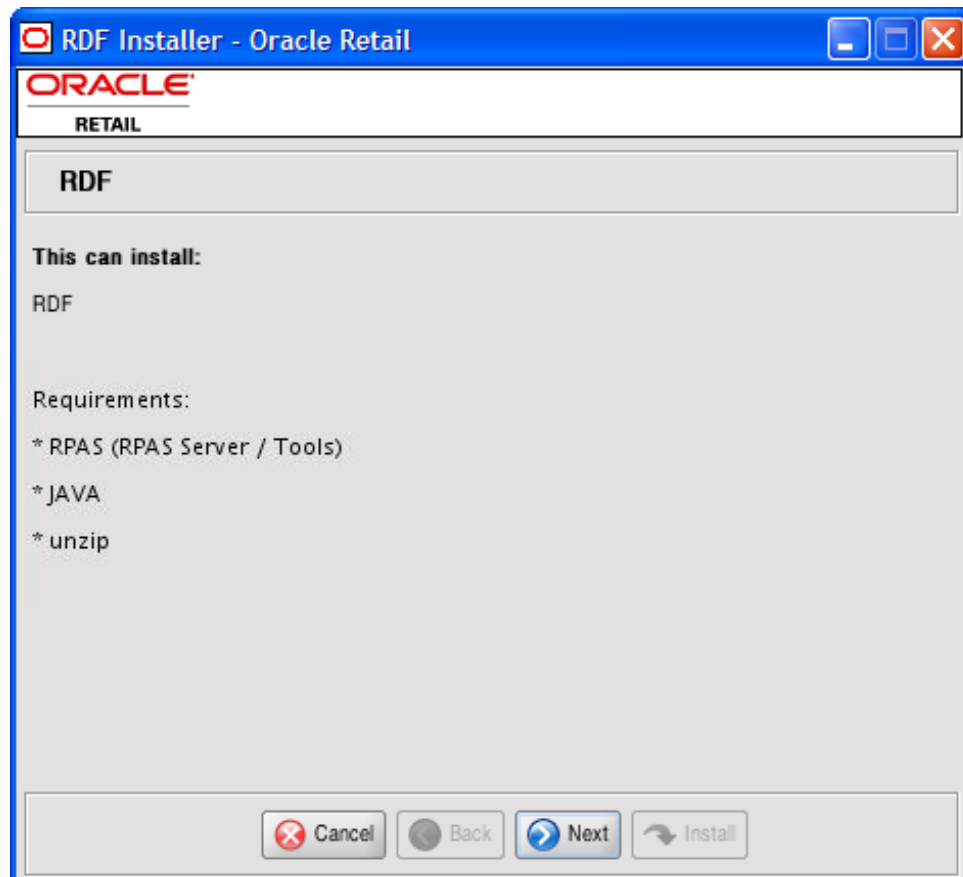 RDF Installer - Oracle Retail
ORACLE'
RETAIL
RDF
This can install:
RDF
Requirements:
* RPAS (RPAS Server / Tools)
* JAVA
* unzip
Cancel Back Next Install